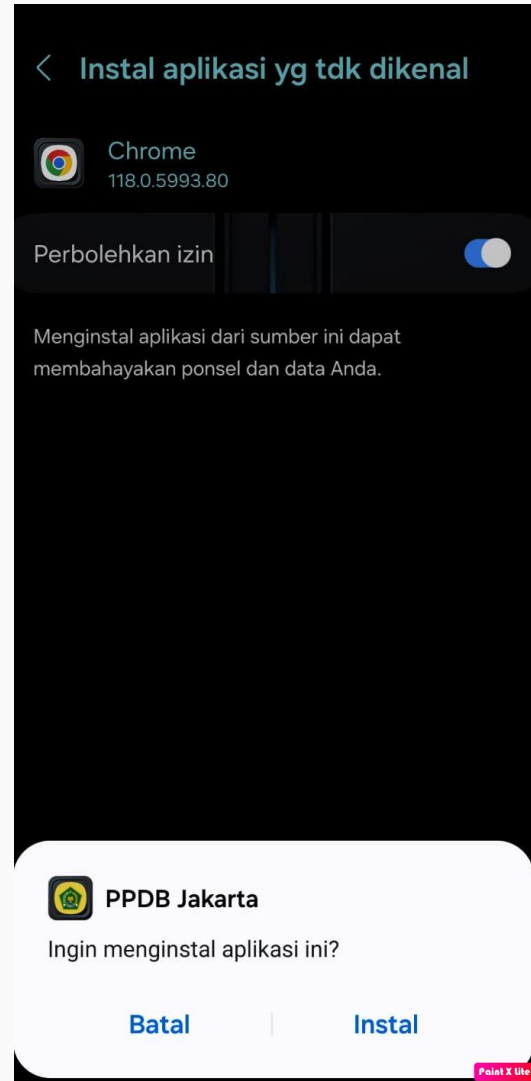 Instal aplikasi yg tdk dikenal
Chrome
118.0.5993.80
Perbolehkan izin
Menginstal aplikasi dari sumber ini dapat
membahayakan ponsel dan data Anda.
PPDB Jakarta
Ingin menginstal aplikasi ini?
Batal
Instal
Paint X Lite